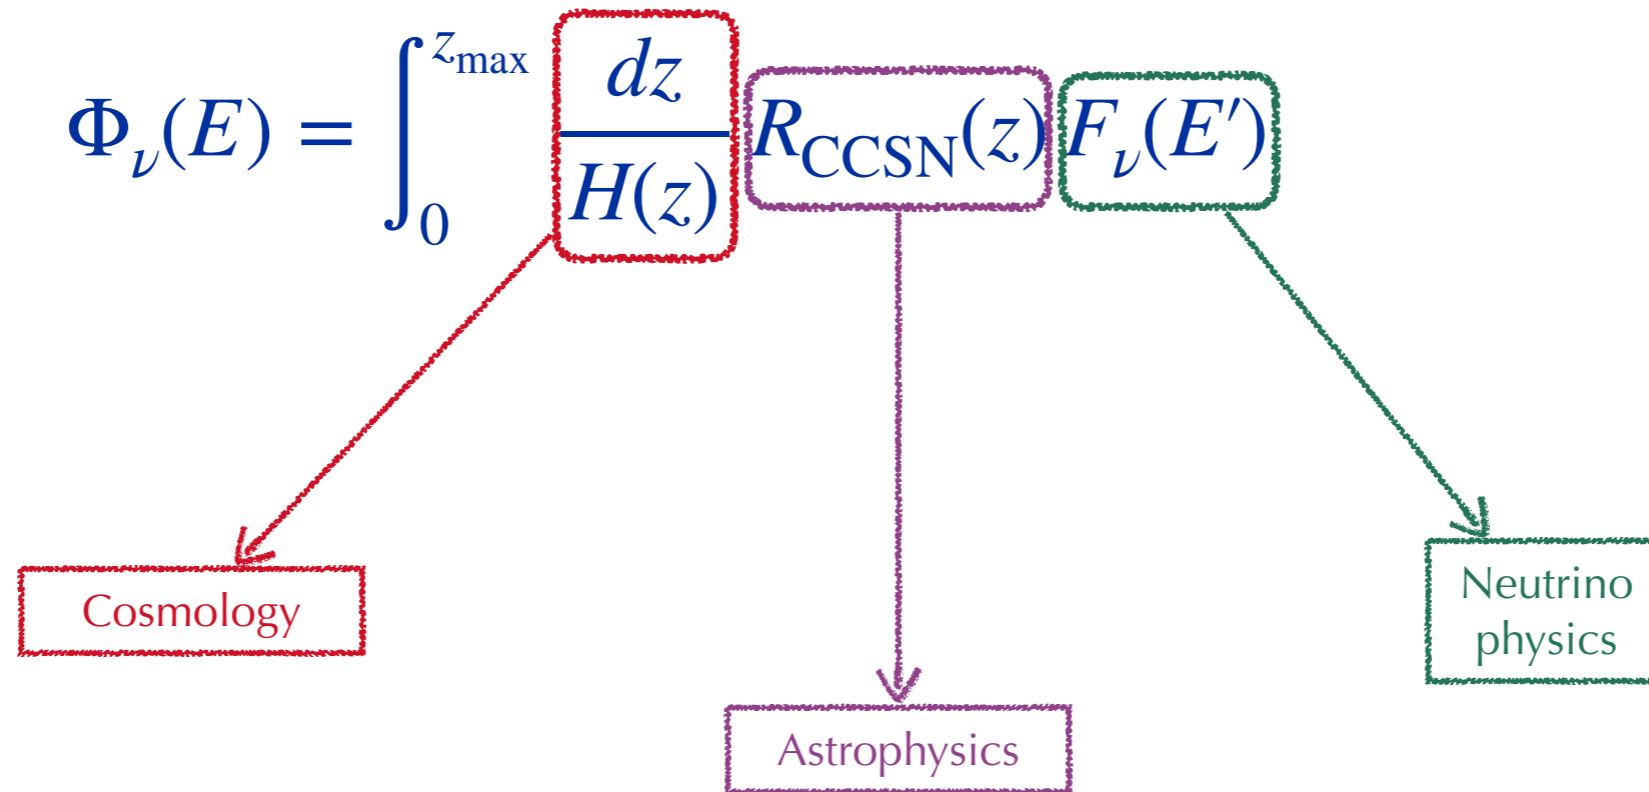 Φ_ν(E) = ∫_0^{z_max} dz/H(z) R_CCSN(z) F_ν(E′)
Cosmology
Neutrino
physics
Astrophysics